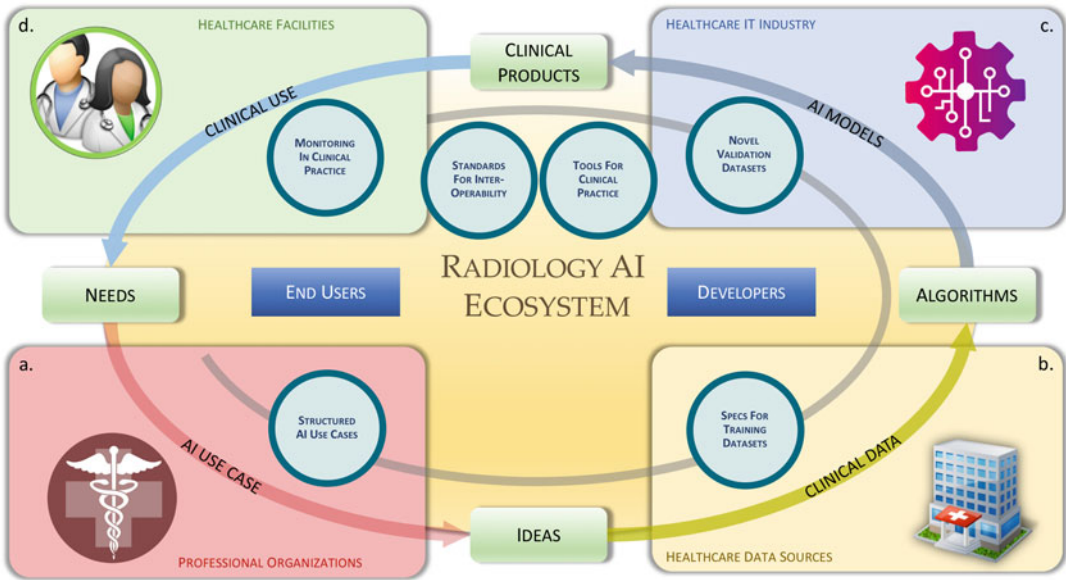 d.
HEALTHCARE FACILITIES
CLINICAL
PRODUCTS
HEALTHCARE IT INDUSTRY
c.
CLINICAL USE
AI MODELS
MONITORING
IN CLINICAL
PRACTICE
STANDARDS
FOR INTER-
OPERABILITY
TOOLS FOR
CLINICAL
PRACTICE
NOVEL
VALIDATION
DATASETS
NEEDS
END USERS
RADIOLOGY AI
ECOSYSTEM
DEVELOPERS
ALGORITHMS
a.
b.
STRUCTURED
AI USE CASES
SPECS FOR
TRAINING
DATASETS
AI USE CASE
CLINICAL DATA
IDEAS
PROFESSIONAL ORGANIZATIONS
HEALTHCARE DATA SOURCES